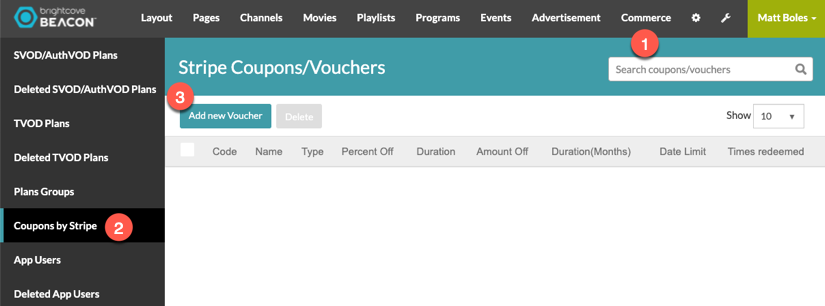 brightcove
BEACON™
Layout Pages Channels Movies Playlists Programs Events Advertisement Commerce Matt Boles
1
SVOD/AuthVOD Plans
Deleted SVOD/AuthVOD Plans
TVOD Plans
Deleted TVOD Plans
Plans Groups
Coupons by Stripe 2
App Users
Deleted App Users
Stripe Coupons/Vouchers Search coupons/vouchers
3
Add new Voucher Delete Show 10
Code Name Type Percent Off Duration Amount Off Duration(Months) Date Limit Times redeemed